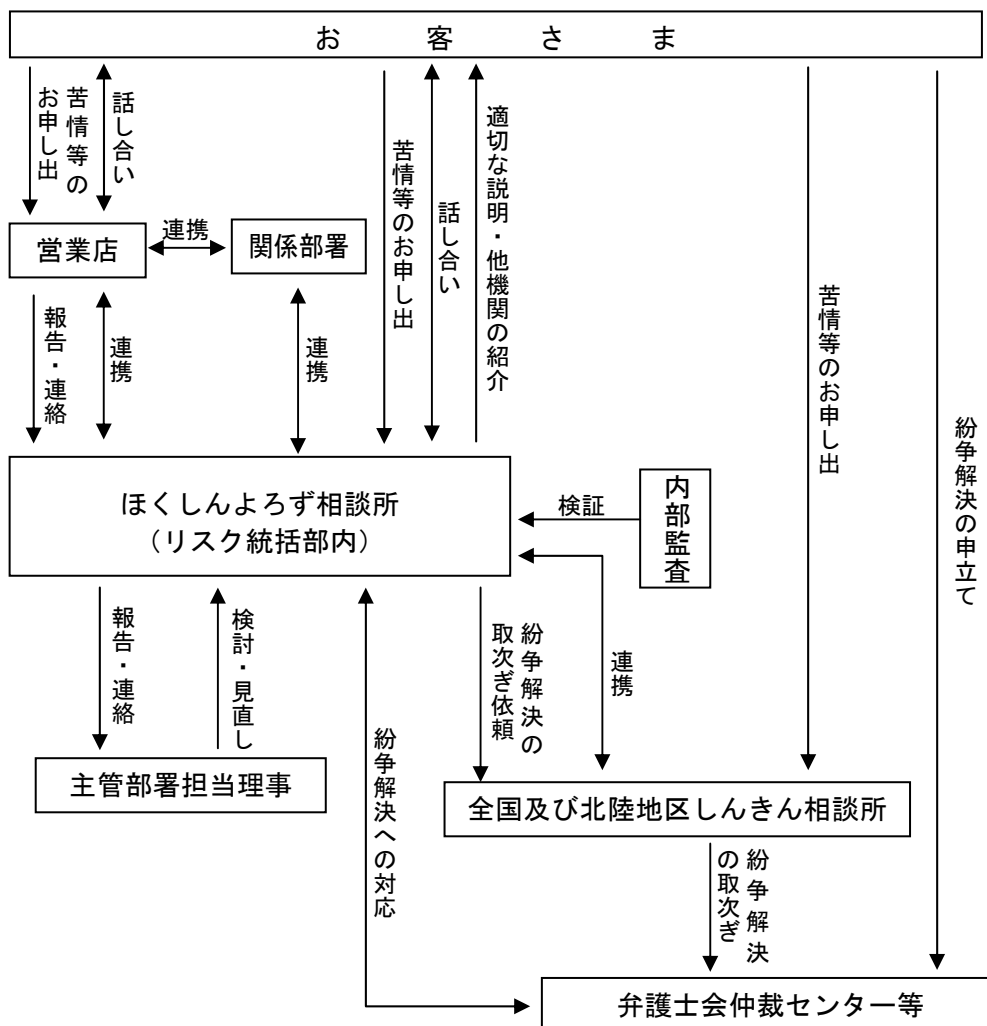 お客さま
苦情等の
お申し出
話し合い
苦情等のお申し出
話し合い
適切な説明・他機関の紹介
苦情等のお申し出
紛争解決の申立て
営業店
連携
関係部署
報告・連絡
連携
連携
ほくしんよろず相談所
（リスク統括部内）
検証
内部監査
報告・連絡
検討・見直し
紛争解決への対応
紛争解決の
取次ぎ依頼
連携
主管部署担当理事
全国及び北陸地区しんきん相談所
紛争解決
の取次ぎ
弁護士会仲裁センター等